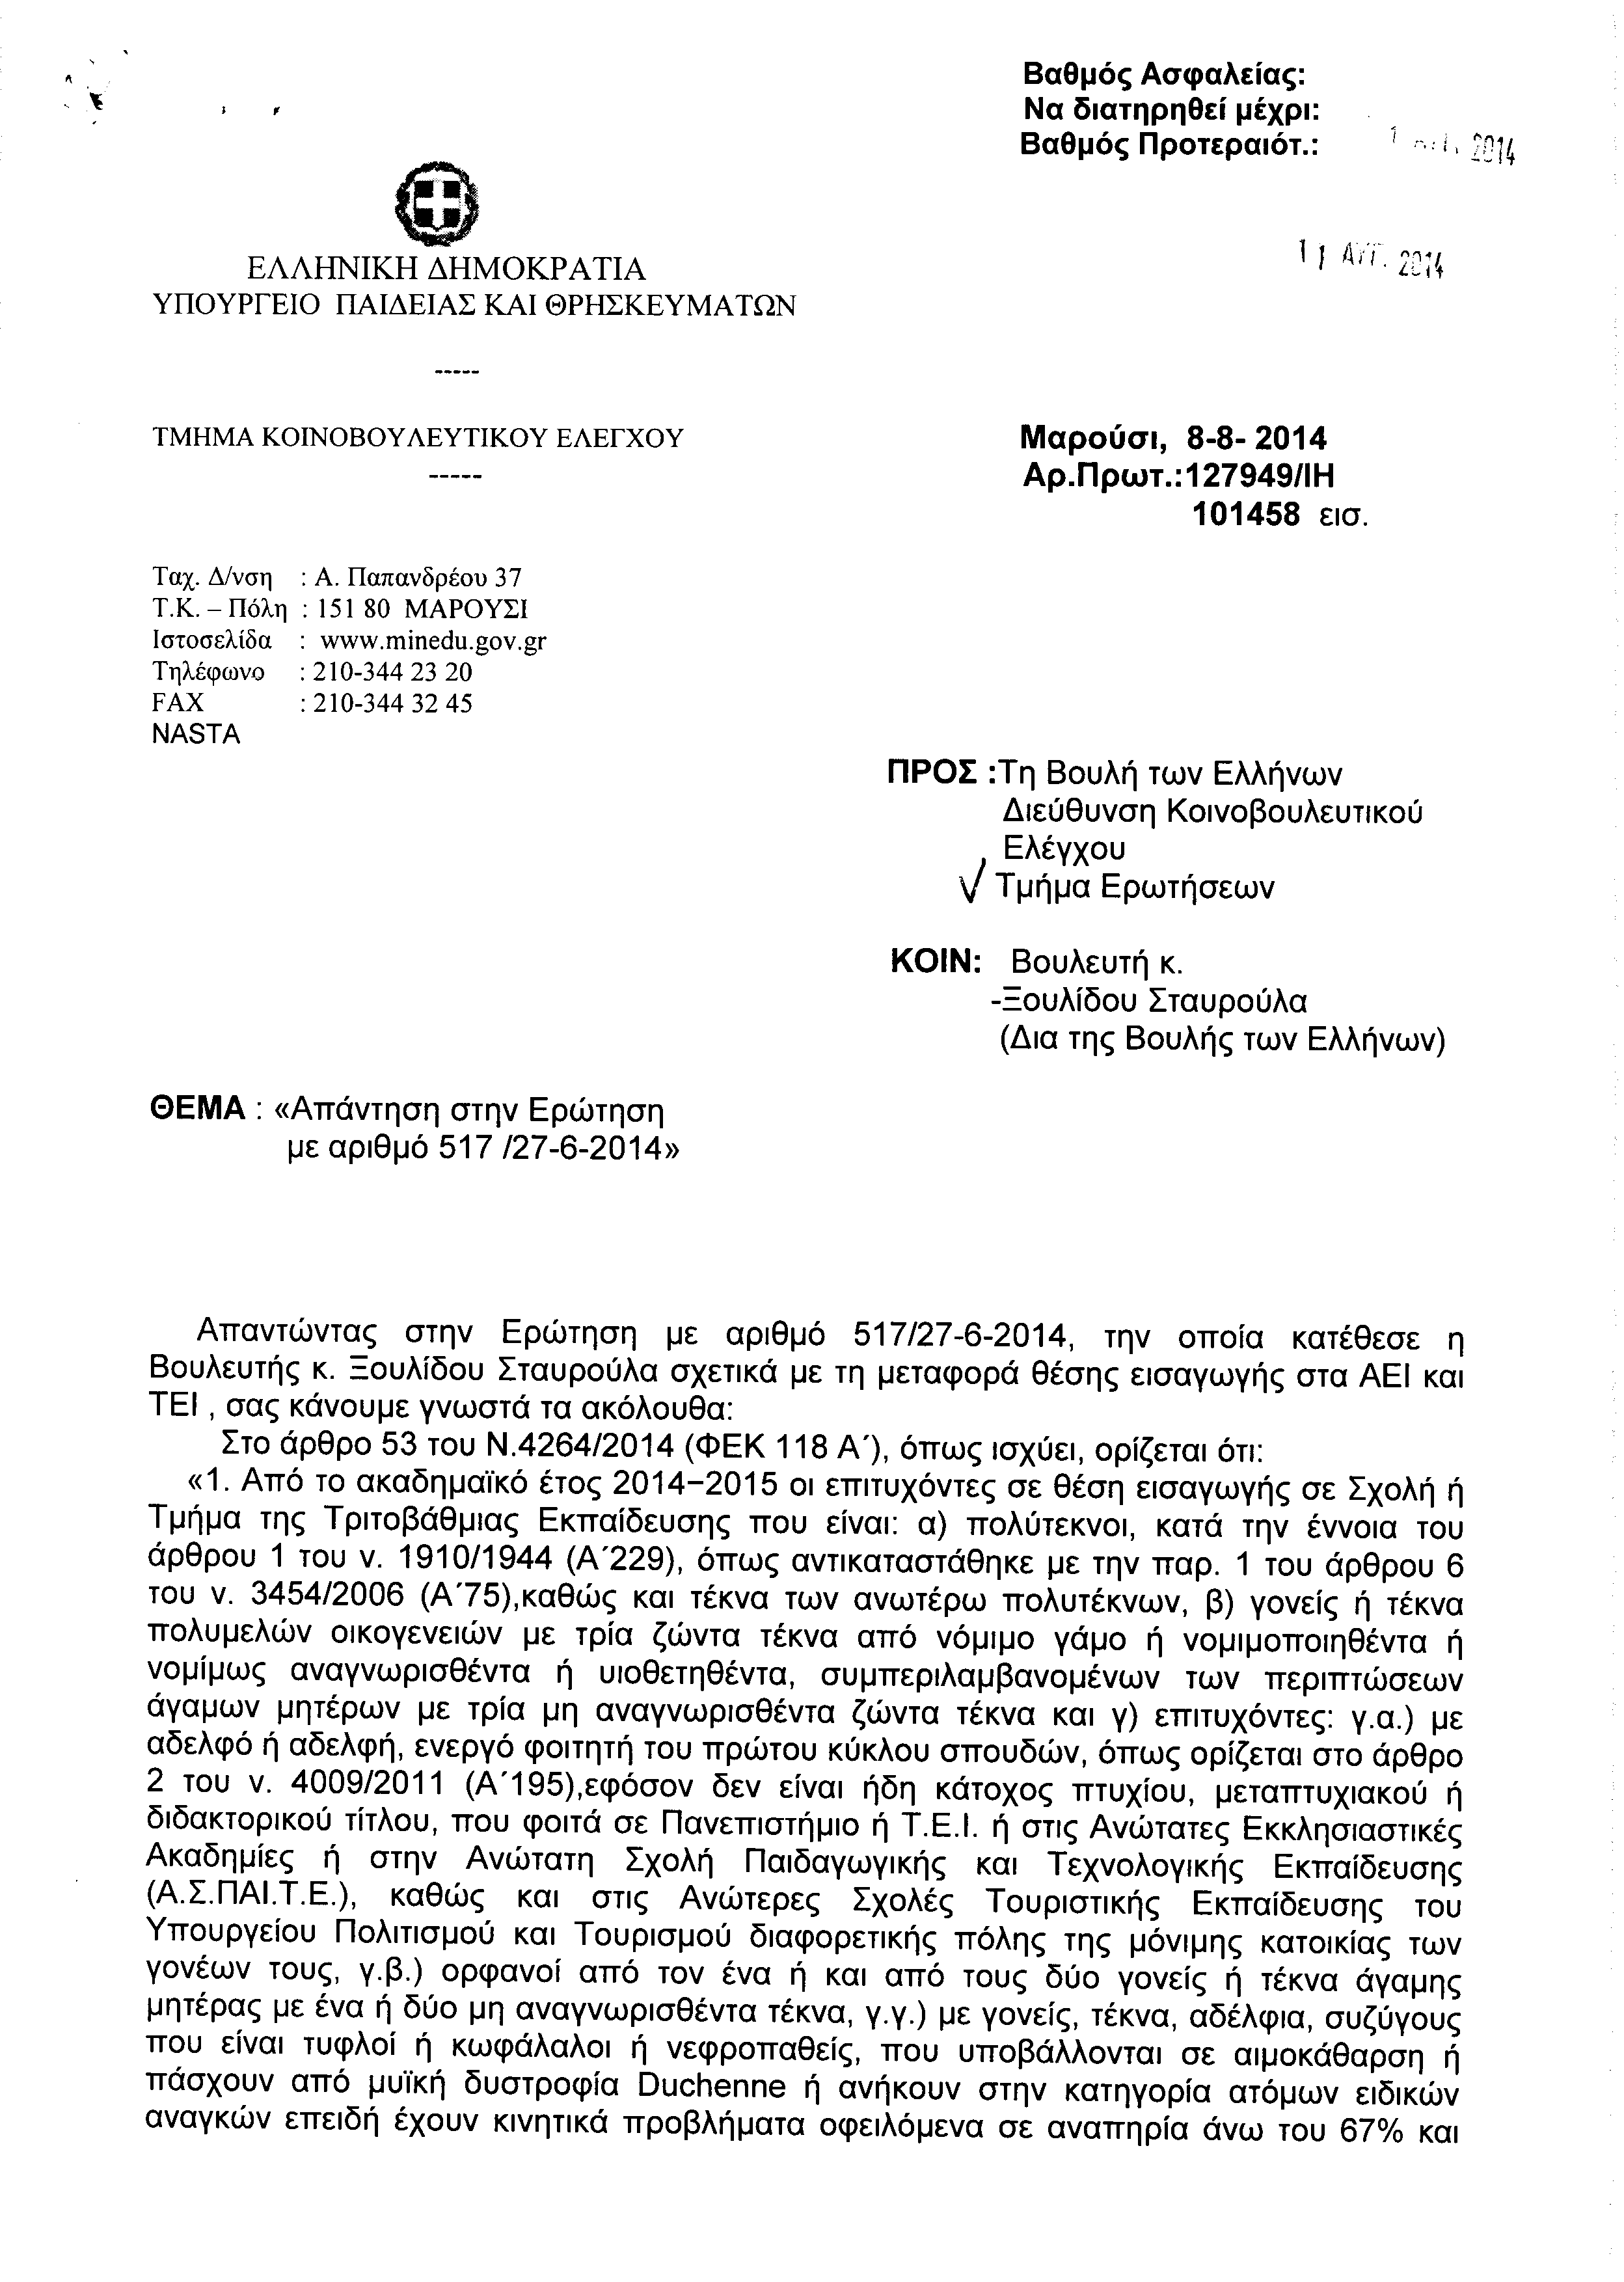 Βαθμός Ασφαλείας:
Να διατηρηθεί μέχρι:
Βαθμός Προτεραιότ.:
2014
11 ΑΥΓ. 2014
ΕΛΛΗΝΙΚΗ ΔΗΜΟΚΡΑΤΙΑ
ΥΠΟΥΡΓΕΙΟ ΠΑΙΔΕΙΑΣ ΚΑΙ ΘΡΗΣΚΕΥΜΑΤΩΝ
-----
ΤΜΗΜΑ ΚΟΙΝΟΒΟΥΛΕΥΤΙΚΟΥ ΕΛΕΓΧΟΥ
-----
Μαρούσι, 8-8- 2014
Αρ.Πρωτ.:127949/ΙΗ
101458 εισ.
Ταχ. Δ/νση : Α. Παπανδρέου 37
Τ.Κ. – Πόλη : 151 80 ΜΑΡΟΥΣΙ
Ιστοσελίδα : www.minedu.gov.gr
Τηλέφωνο : 210-344 23 20
FAX : 210-344 32 45
NASTA
ΠΡΟΣ :Τη Βουλή των Ελλήνων
Διεύθυνση Κοινοβουλευτικού
Ελέγχου
√ Τμήμα Ερωτήσεων
ΚΟΙΝ: Βουλευτή κ.
-Ξουλίδου Σταυρούλα
(Δια της Βουλής των Ελλήνων)
ΘΕΜΑ : «Απάντηση στην Ερώτηση
με αριθμό 517 /27-6-2014»
Απαντώντας στην Ερώτηση με αριθμό 517/27-6-2014, την οποία κατέθεσε η
Βουλευτής κ. Ξουλίδου Σταυρούλα σχετικά με τη μεταφορά θέσης εισαγωγής στα ΑΕΙ και
ΤΕΙ , σας κάνουμε γνωστά τα ακόλουθα:
Στο άρθρο 53 του Ν.4264/2014 (ΦΕΚ 118 Α΄), όπως ισχύει, ορίζεται ότι:
«1. Από το ακαδημαϊκό έτος 2014–2015 οι επιτυχόντες σε θέση εισαγωγής σε Σχολή ή
Τμήμα της Τριτοβάθμιας Εκπαίδευσης που είναι: α) πολύτεκνοι, κατά την έννοια του
άρθρου 1 του ν. 1910/1944 (Α΄229), όπως αντικαταστάθηκε με την παρ. 1 του άρθρου 6
του ν. 3454/2006 (Α΄75),καθώς και τέκνα των ανωτέρω πολυτέκνων, β) γονείς ή τέκνα
πολυμελών οικογενειών με τρία ζώντα τέκνα από νόμιμο γάμο ή νομιμοποιηθέντα ή
νομίμως αναγνωρισθέντα ή υιοθετηθέντα, συμπεριλαμβανομένων των περιπτώσεων
άγαμων μητέρων με τρία μη αναγνωρισθέντα ζώντα τέκνα και γ) επιτυχόντες: γ.α.) με
αδελφό ή αδελφή, ενεργό φοιτητή του πρώτου κύκλου σπουδών, όπως ορίζεται στο άρθρο
2 του ν. 4009/2011 (Α΄195),εφόσον δεν είναι ήδη κάτοχος πτυχίου, μεταπτυχιακού ή
διδακτορικού τίτλου, που φοιτά σε Πανεπιστήμιο ή Τ.Ε.Ι. ή στις Ανώτατες Εκκλησιαστικές
Ακαδημίες ή στην Ανώτατη Σχολή Παιδαγωγικής και Τεχνολογικής Εκπαίδευσης
(Α.Σ.ΠΑΙ.Τ.Ε.), καθώς και στις Ανώτερες Σχολές Τουριστικής Εκπαίδευσης του
Υπουργείου Πολιτισμού και Τουρισμού διαφορετικής πόλης της μόνιμης κατοικίας των
γονέων τους, γ.β.) ορφανοί από τον ένα ή και από τους δύο γονείς ή τέκνα άγαμης
μητέρας με ένα ή δύο μη αναγνωρισθέντα τέκνα, γ.γ.) με γονείς, τέκνα, αδέλφια, συζύγους
που είναι τυφλοί ή κωφάλαλοι ή νεφροπαθείς, που υποβάλλονται σε αιμοκάθαρση ή
πάσχουν από μυϊκή δυστροφία Duchenne ή ανήκουν στην κατηγορία ατόμων ειδικών
αναγκών επειδή έχουν κινητικά προβλήματα οφειλόμενα σε αναπηρία άνω του 67% και